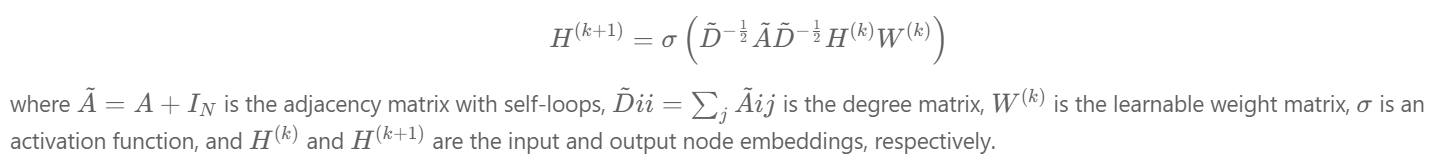 H^{(k+1)} = σ ( D̃^{-\frac{1}{2}} Ã D̃^{-\frac{1}{2}} H^{(k)} W^{(k)} )
where Ã = A + I_N is the adjacency matrix with self-loops, D̃ii = ∑_j Ãij is the degree matrix, W^{(k)} is the learnable weight matrix, σ is an
activation function, and H^{(k)} and H^{(k+1)} are the input and output node embeddings, respectively.